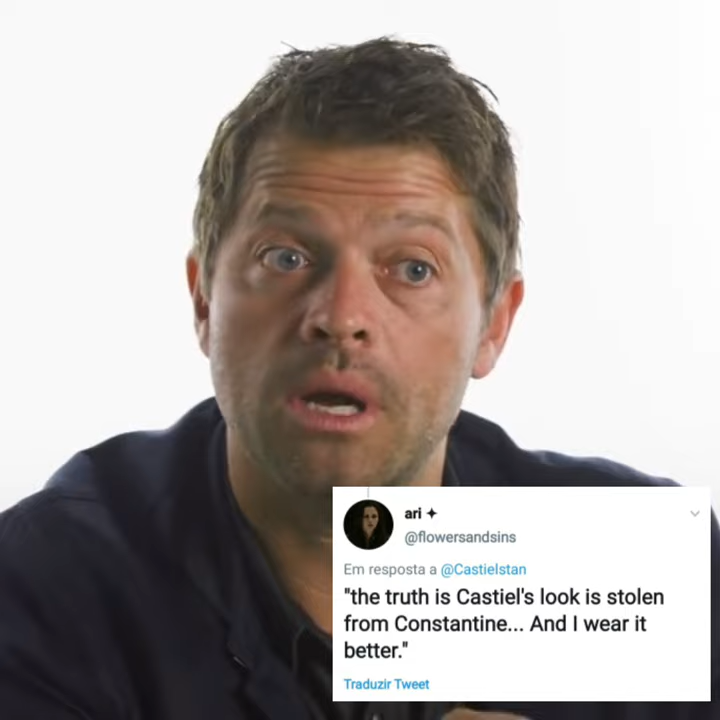 ari ✦
@flowersandsins
Em resposta a @Castielstan
"the truth is Castiel's look is stolen
from Constantine... And I wear it
better."
Traduzir Tweet